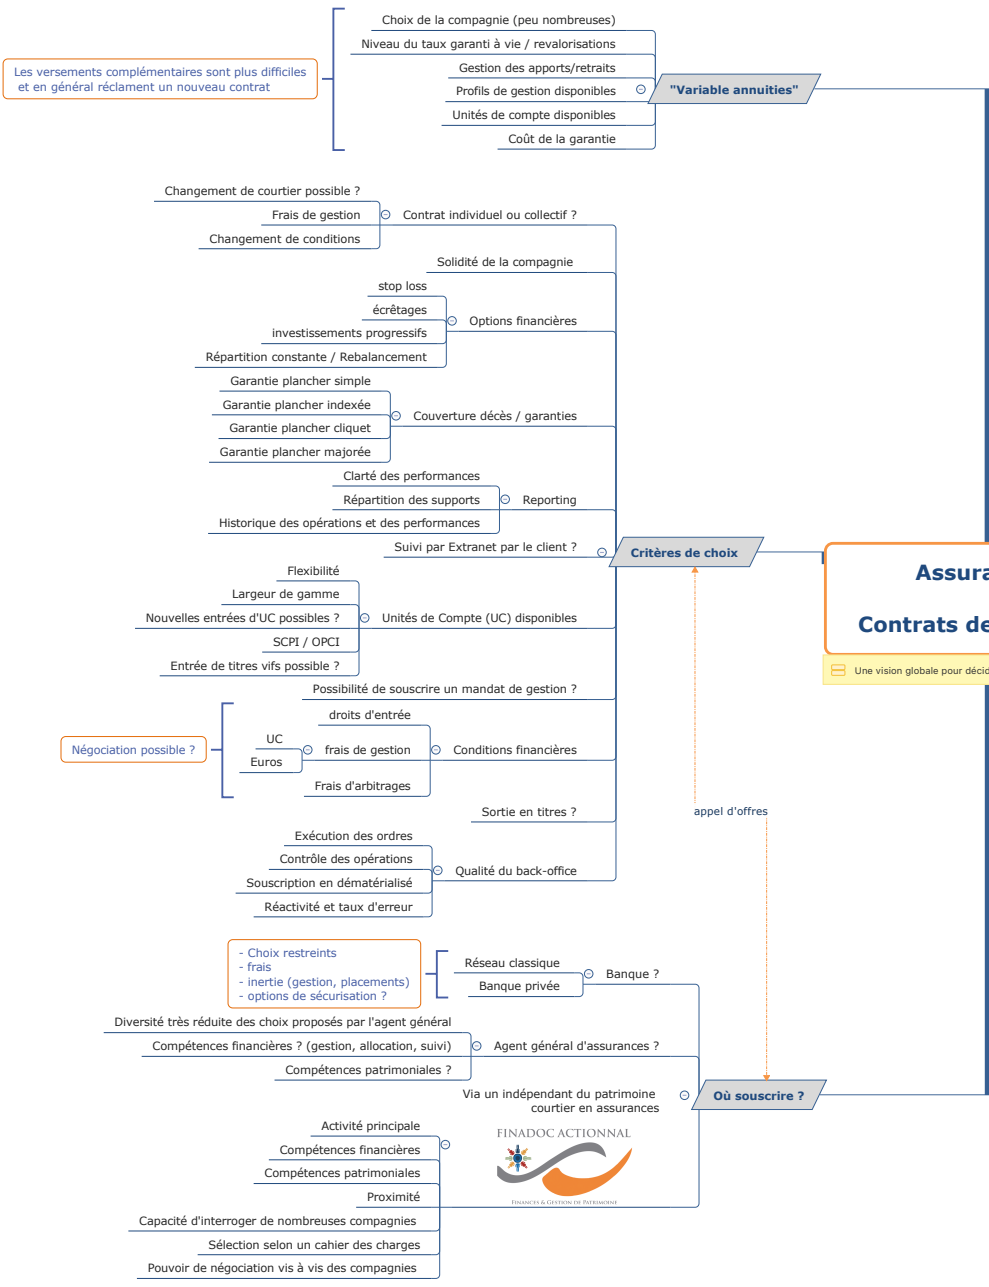 Choix de la compagnie (peu nombreuses)
Niveau du taux garanti à vie / revalorisations
Gestion des apports/retraits
Profils de gestion disponibles
Unités de compte disponibles
Coût de la garantie
"Variable annuities"
Les versements complémentaires sont plus difficiles
et en général réclament un nouveau contrat
Changement de courtier possible ?
Frais de gestion
Changement de conditions
Contrat individuel ou collectif ?
Solidité de la compagnie
stop loss
écrêtages
investissements progressifs
Répartition constante / Rebalancement
Options financières
Garantie plancher simple
Garantie plancher indexée
Garantie plancher cliquet
Garantie plancher majorée
Couverture décès / garanties
Clarté des performances
Répartition des supports
Historique des opérations et des performances
Reporting
Suivi par Extranet par le client ?
Critères de choix
Flexibilité
Largeur de gamme
Nouvelles entrées d'UC possibles ?
SCPI / OPCI
Entrée de titres vifs possible ?
Unités de Compte (UC) disponibles
Possibilité de souscrire un mandat de gestion ?
droits d'entrée
UC
Euros
frais de gestion
Frais d'arbitrages
Conditions financières
Négociation possible ?
Sortie en titres ?
Exécution des ordres
Contrôle des opérations
Souscription en dématérialisé
Réactivité et taux d'erreur
Qualité du back-office
Assura
Contrats de
Une vision globale pour décid
appel d'offres
- Choix restreints
- frais
- inertie (gestion, placements)
- options de sécurisation ?
Réseau classique
Banque privée
Banque ?
Diversité très réduite des choix proposés par l'agent général
Compétences financières ? (gestion, allocation, suivi)
Compétences patrimoniales ?
Agent général d'assurances ?
Via un indépendant du patrimoine
courtier en assurances
Où souscrire ?
FINADOC ACTIONNAL
FINANCES & GESTION DE PATRIMOINE
Activité principale
Compétences financières
Compétences patrimoniales
Proximité
Capacité d'interroger de nombreuses compagnies
Sélection selon un cahier des charges
Pouvoir de négociation vis à vis des compagnies